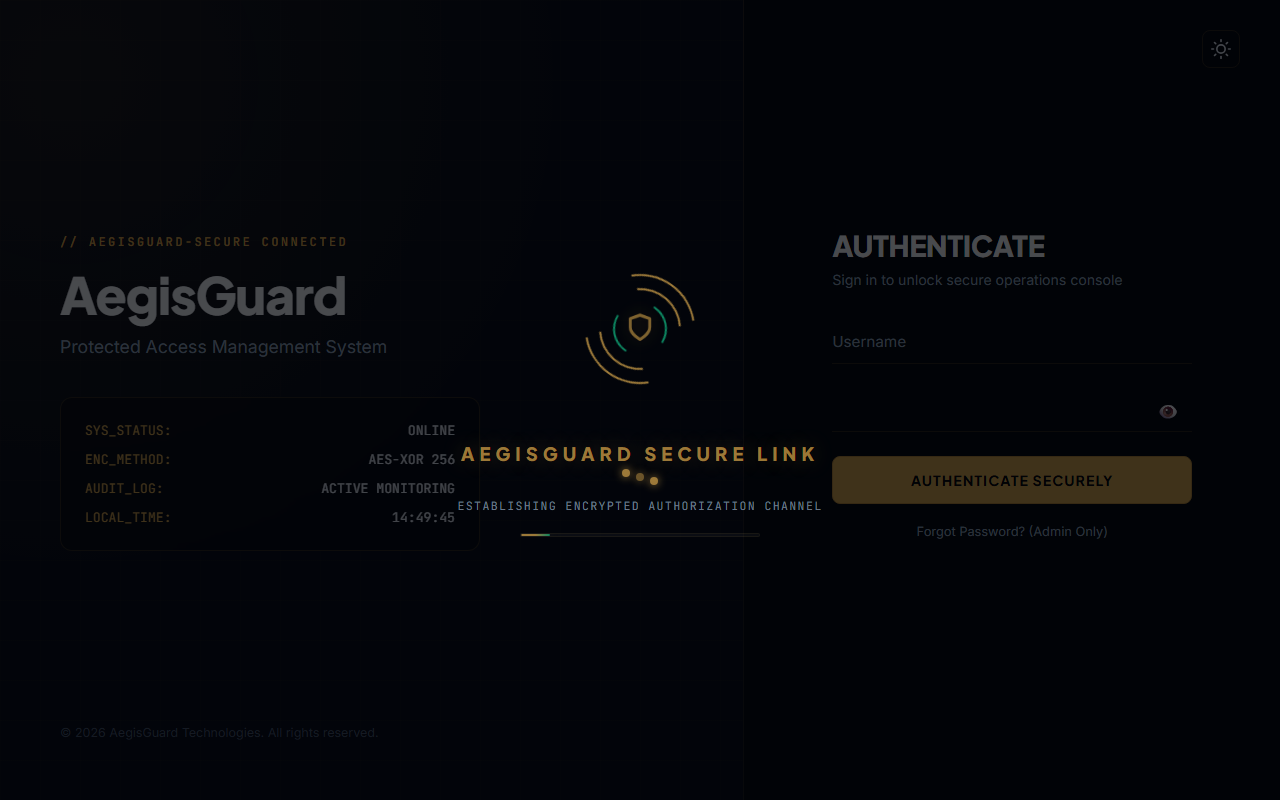 // AEGISGUARD-SECURE CONNECTED
AegisGuard
Protected Access Management System
SYS_STATUS: ONLINE
ENC_METHOD: AES-XOR 256
AUDIT_LOG: ACTIVE MONITORING
LOCAL_TIME: 14:49:45
© 2026 AegisGuard Technologies. All rights reserved.
AEGISGUARD SECURE LINK
ESTABLISHING ENCRYPTED AUTHORIZATION CHANNEL
AUTHENTICATE
Sign in to unlock secure operations console
Username
AUTHENTICATE SECURELY
Forgot Password? (Admin Only)